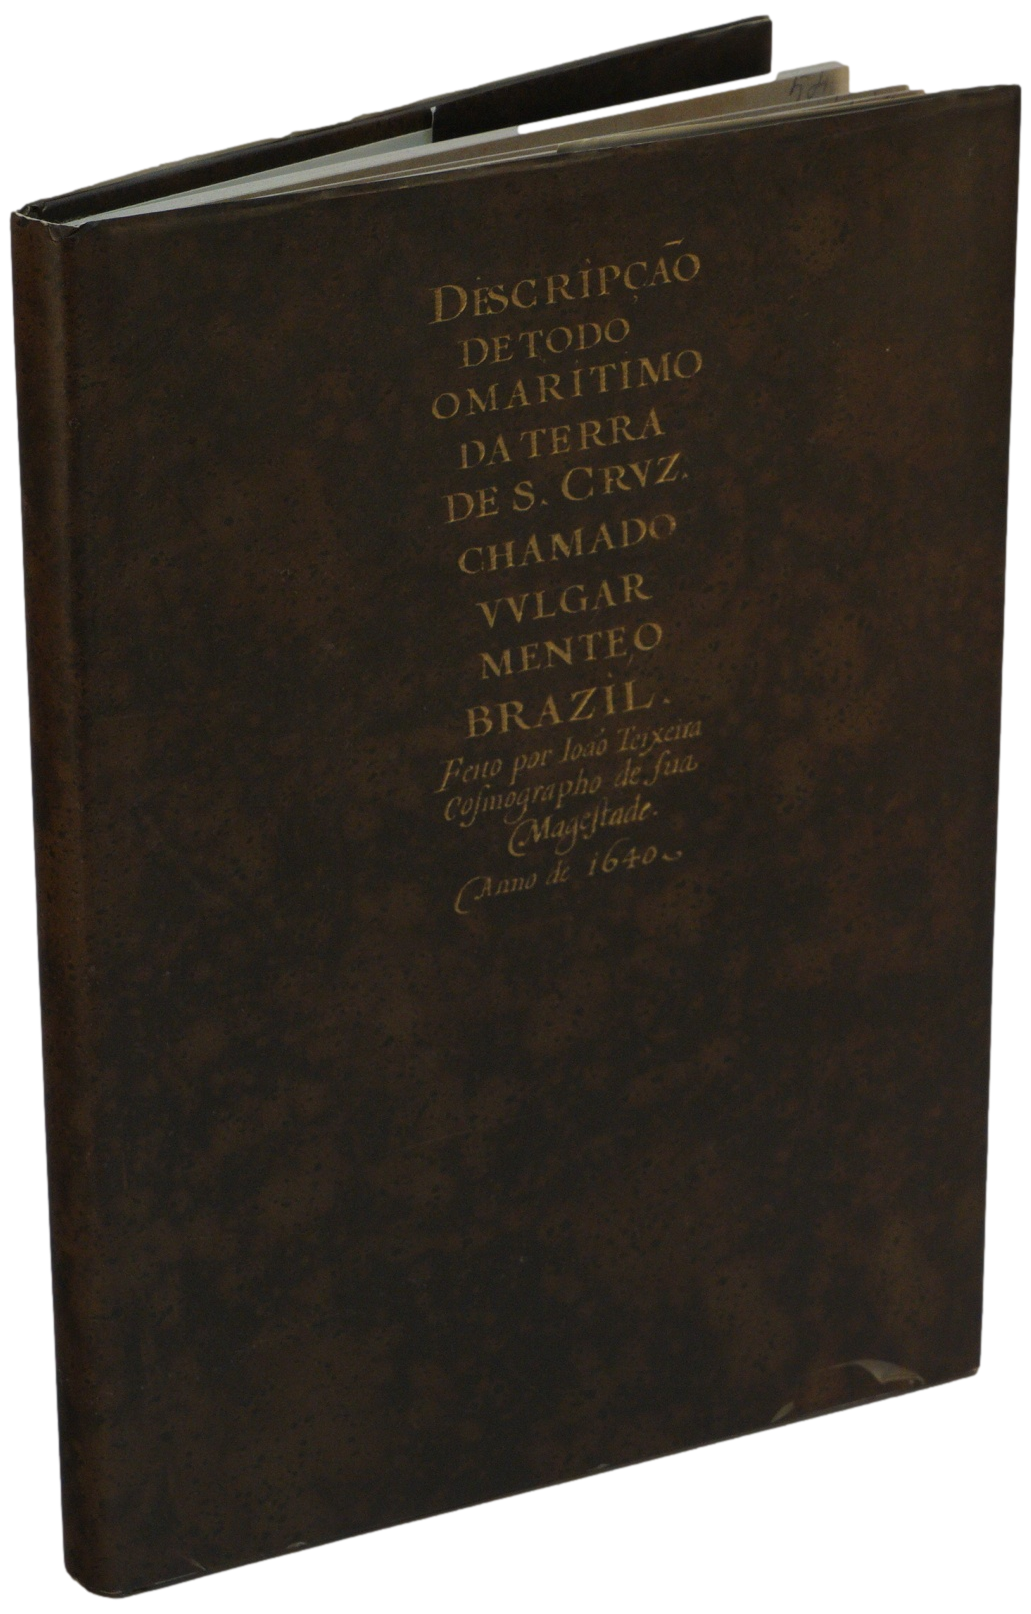 DESCRIPÇÃO
DE TODO
O MARITIMO
DA TERRA
DE S. CRVZ.
CHAMADO
VVLGAR
MENTE, O
BRAZIL.
Feito por Ioaõ Teixeira
Coſmographo de ſua
Mageſtade.
Anno de 1640